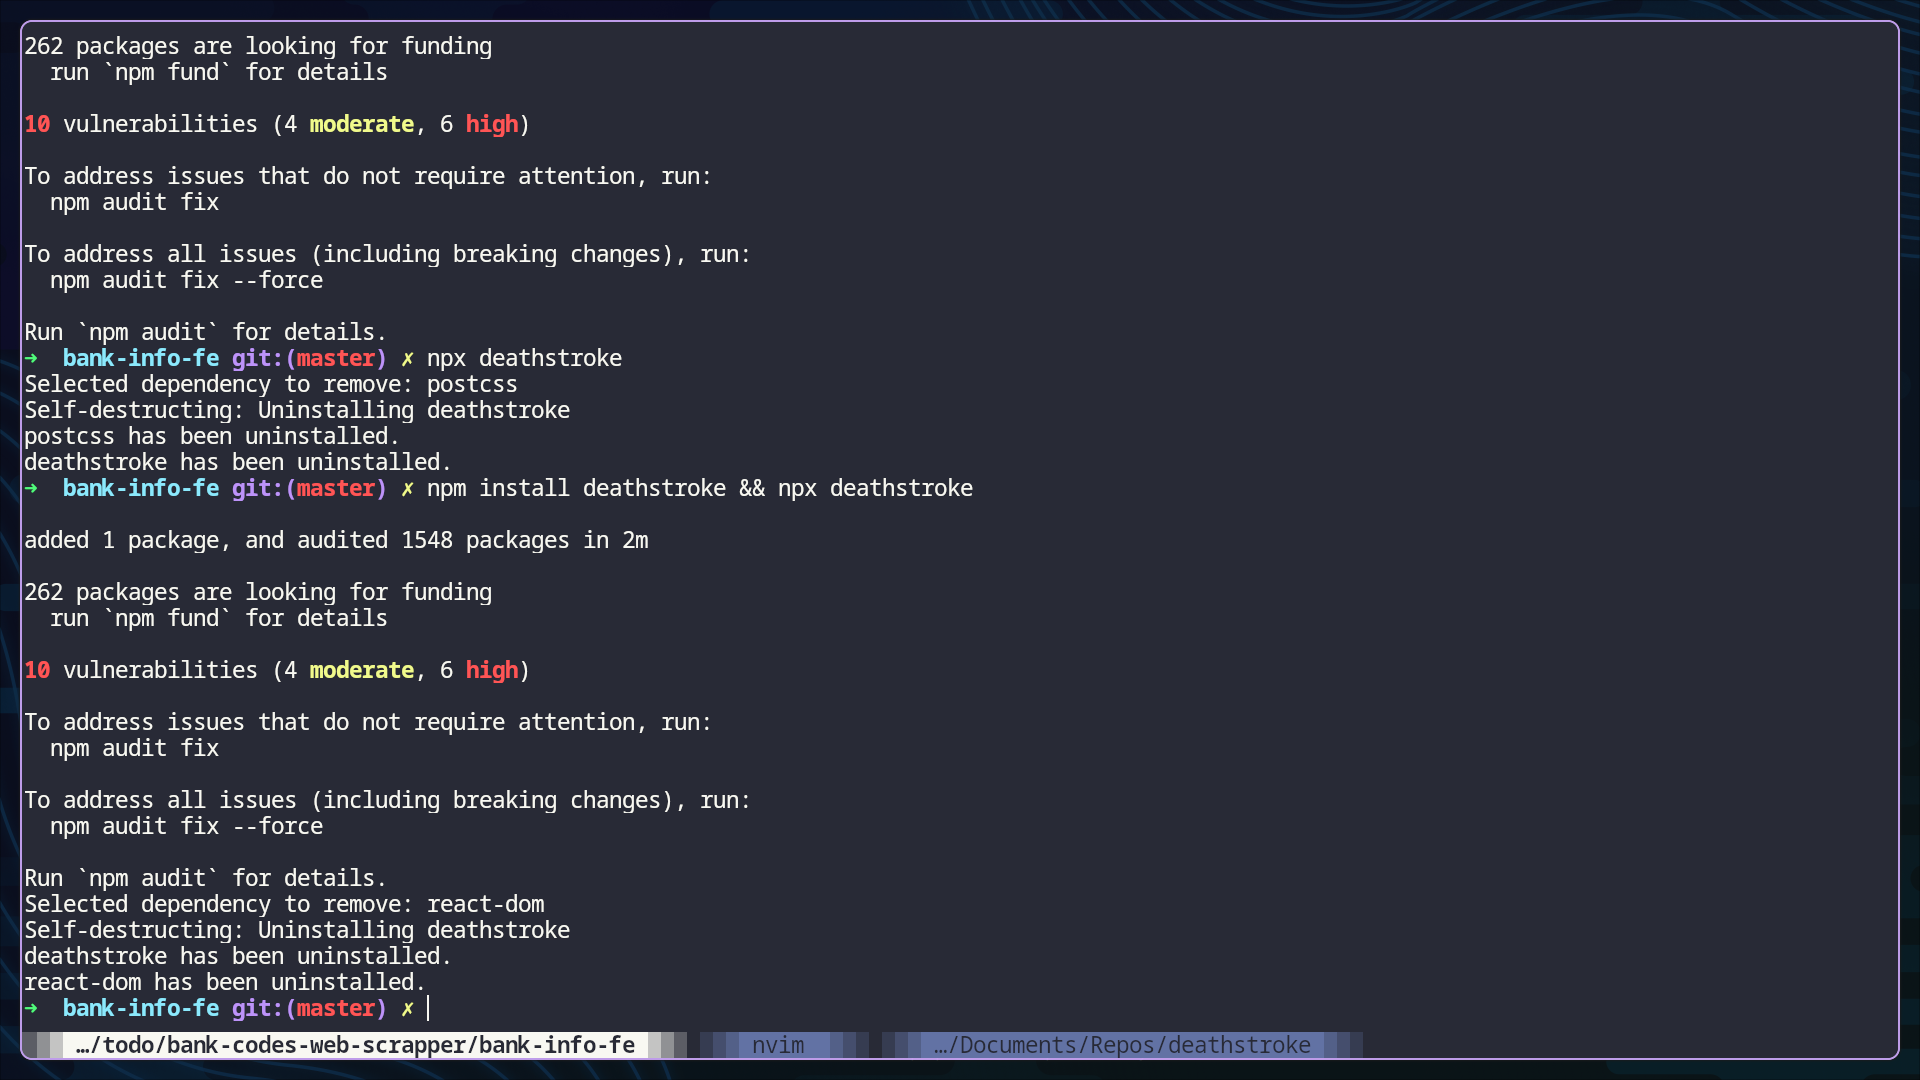 262 packages are looking for funding
  run `npm fund` for details
10 vulnerabilities (4 moderate, 6 high)
To address issues that do not require attention, run:
  npm audit fix
To address all issues (including breaking changes), run:
  npm audit fix --force
Run `npm audit` for details.
➜  bank-info-fe git:(master) ✗ npx deathstroke
Selected dependency to remove: postcss
Self-destructing: Uninstalling deathstroke
postcss has been uninstalled.
deathstroke has been uninstalled.
➜  bank-info-fe git:(master) ✗ npm install deathstroke && npx deathstroke
added 1 package, and audited 1548 packages in 2m
262 packages are looking for funding
  run `npm fund` for details
10 vulnerabilities (4 moderate, 6 high)
To address issues that do not require attention, run:
  npm audit fix
To address all issues (including breaking changes), run:
  npm audit fix --force
Run `npm audit` for details.
Selected dependency to remove: react-dom
Self-destructing: Uninstalling deathstroke
deathstroke has been uninstalled.
react-dom has been uninstalled.
➜  bank-info-fe git:(master) ✗
…/todo/bank-codes-web-scrapper/bank-info-fe nvim …/Documents/Repos/deathstroke